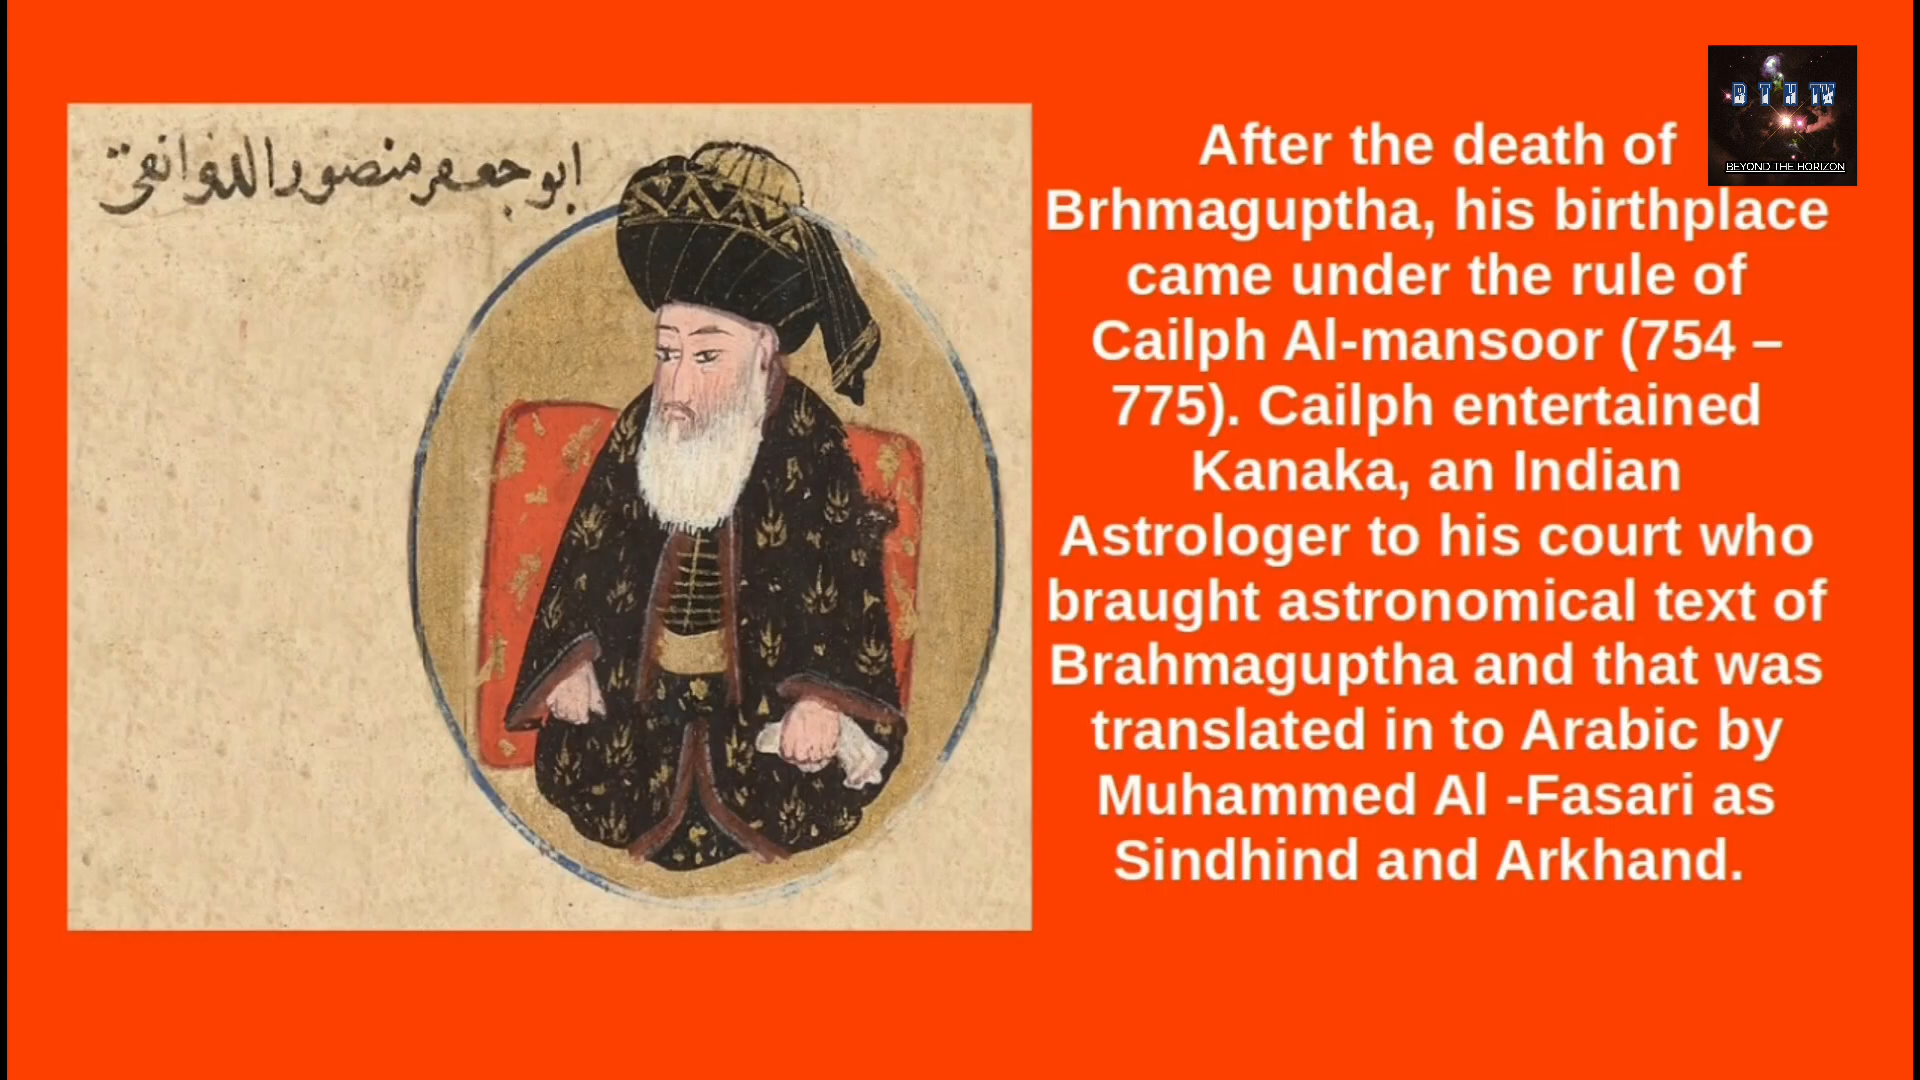 ابو جعفر منصور الدوانقى
After the death of
Brhmaguptha, his birthplace
came under the rule of
Cailph Al-mansoor (754 –
775). Cailph entertained
Kanaka, an Indian
Astrologer to his court who
braught astronomical text of
Brahmaguptha and that was
translated in to Arabic by
Muhammed Al -Fasari as
Sindhind and Arkhand.
BEYOND THE HORIZON